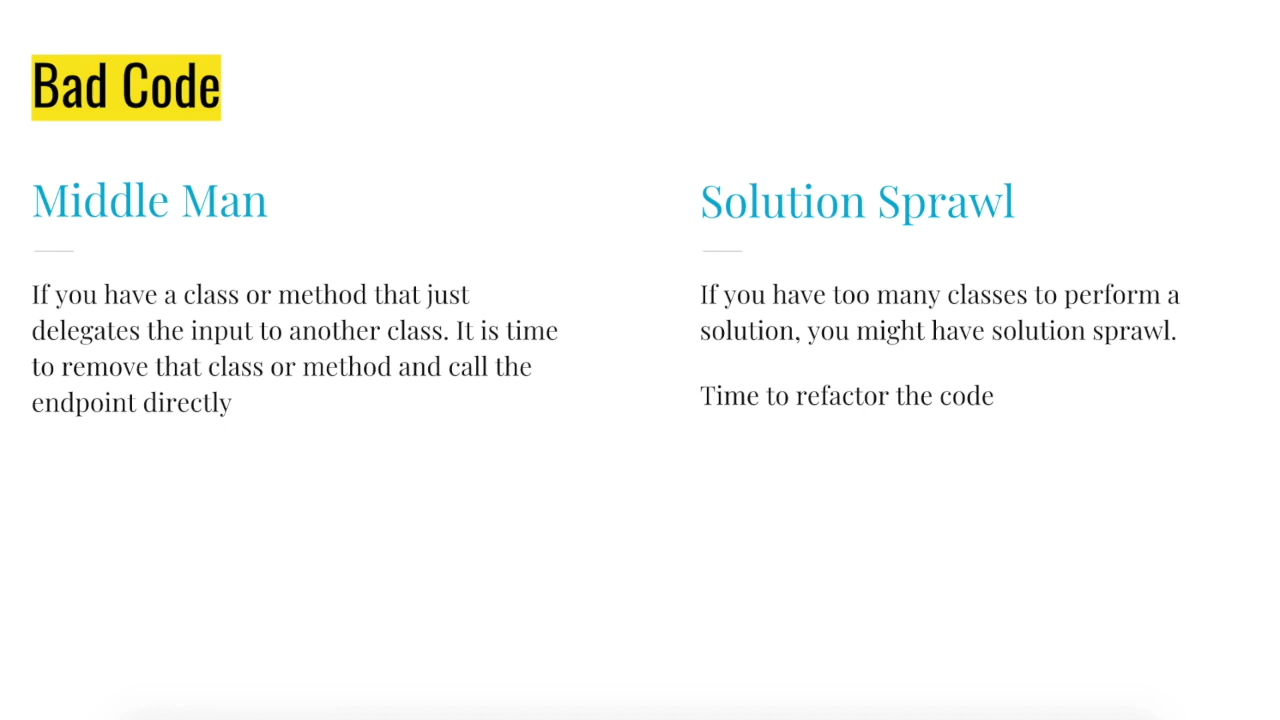 Bad Code
Middle Man
If you have a class or method that just
delegates the input to another class. It is time
to remove that class or method and call the
endpoint directly
Solution Sprawl
If you have too many classes to perform a
solution, you might have solution sprawl.
Time to refactor the code